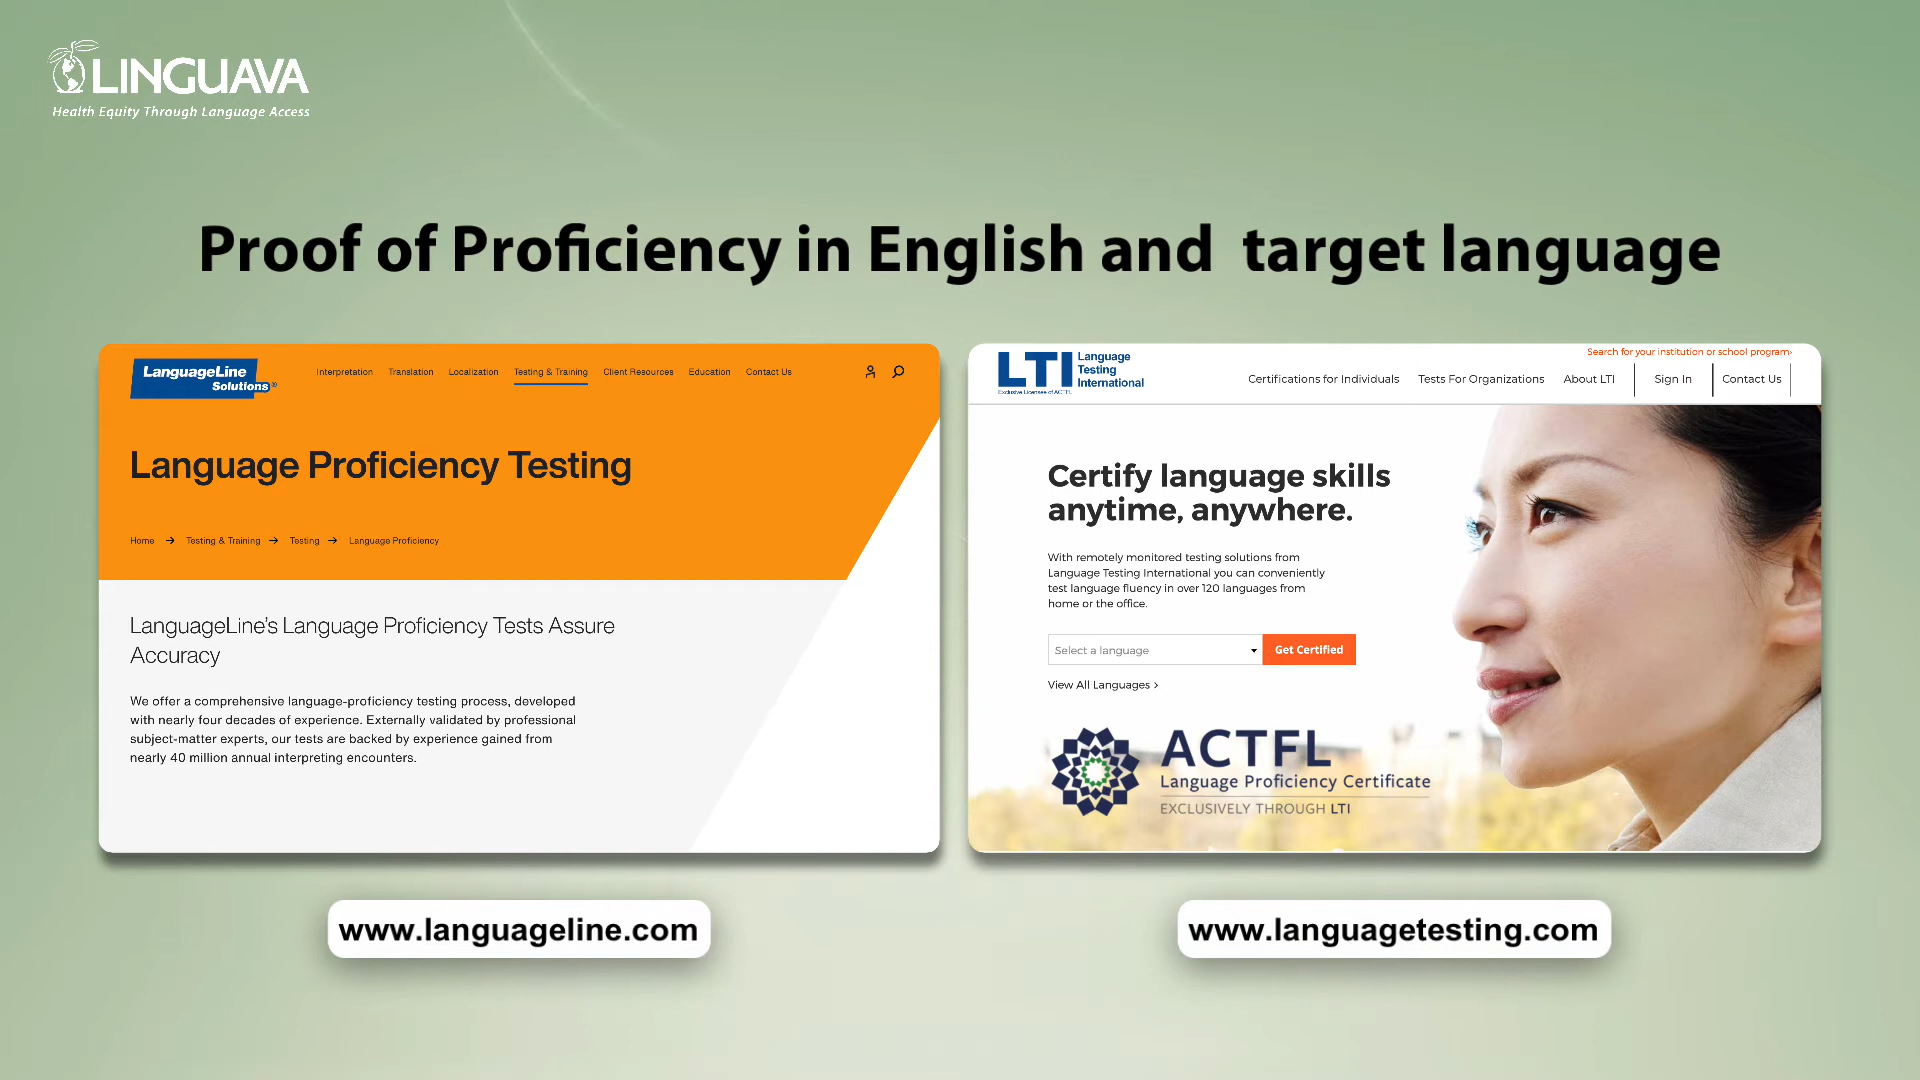 LINGUAVA
Health Equity Through Language Access
Proof of Proficiency in English and target language
LanguageLine
Solutions®
Interpretation Translation Localization Testing & Training Client Resources Education Contact Us
Language Proficiency Testing
Home → Testing & Training → Testing → Language Proficiency
LanguageLine's Language Proficiency Tests Assure
Accuracy
We offer a comprehensive language-proficiency testing process, developed
with nearly four decades of experience. Externally validated by professional
subject-matter experts, our tests are backed by experience gained from
nearly 40 million annual interpreting encounters.
www.languageline.com
Search for your institution or school program›
LTI Language
Testing
International
Exclusive Licensee of ACTFL
Certifications for Individuals Tests For Organizations About LTI Sign In Contact Us
Certify language skills
anytime, anywhere.
With remotely monitored testing solutions from
Language Testing International you can conveniently
test language fluency in over 120 languages from
home or the office.
Select a language Get Certified
View All Languages >
ACTFL
Language Proficiency Certificate
EXCLUSIVELY THROUGH LTI
www.languagetesting.com